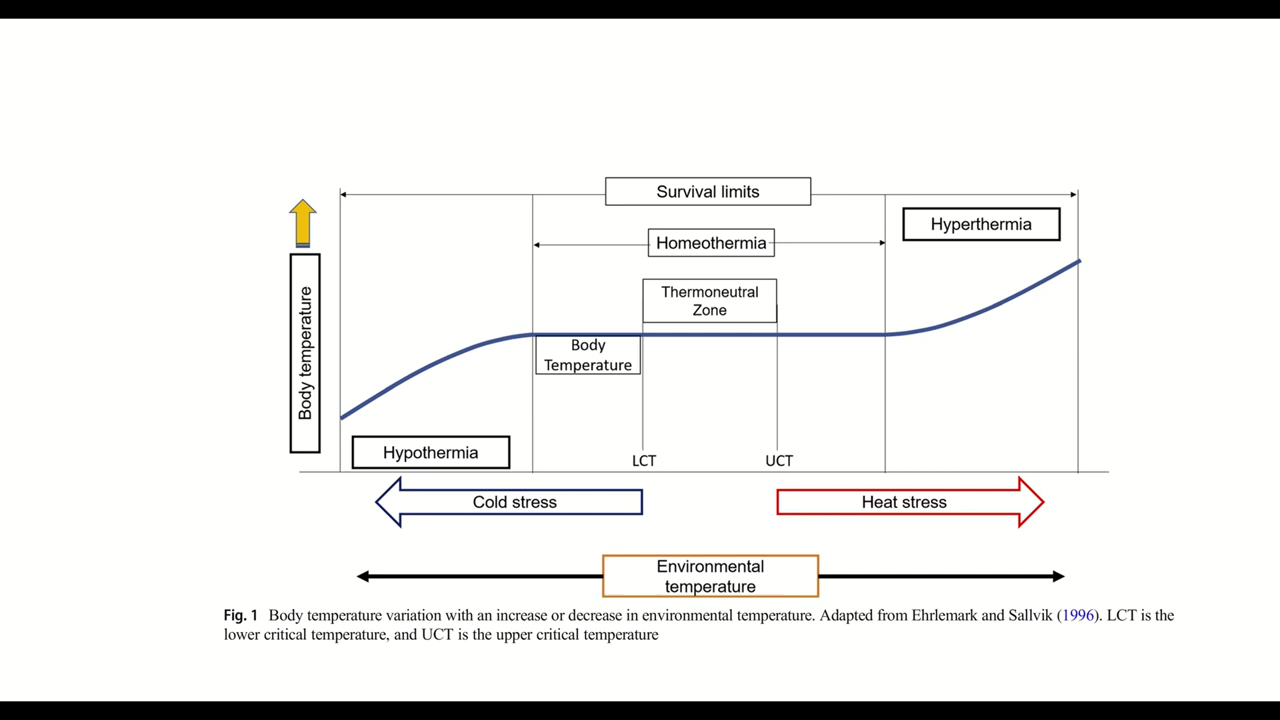 Survival limits
Hyperthermia
Homeothermia
Thermoneutral
Zone
Body temperature
Body
Temperature
Hypothermia
LCT
UCT
Cold stress
Heat stress
Environmental
temperature
Fig. 1 Body temperature variation with an increase or decrease in environmental temperature. Adapted from Ehrlemark and Sallvik (1996). LCT is the
lower critical temperature, and UCT is the upper critical temperature